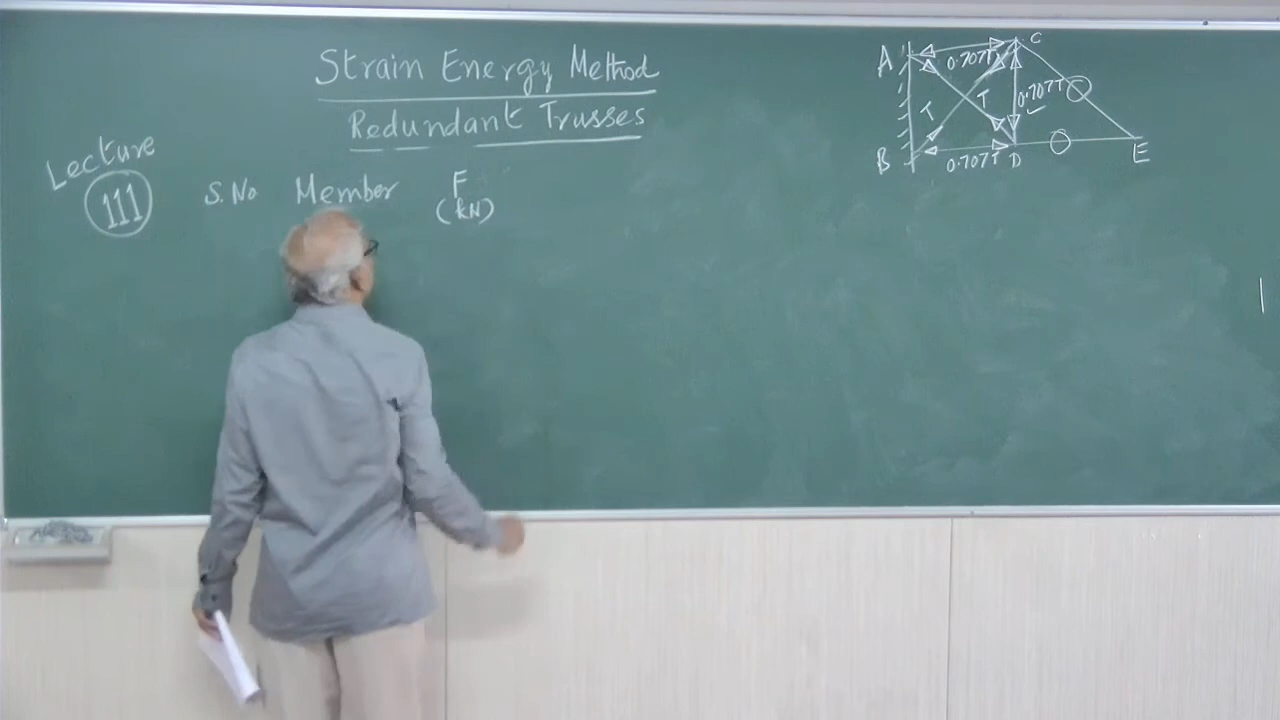 Strain Energy Method
Redundant Trusses
Lecture
111
S.No Member F
(kN)
A
C
0.707T
0.707T
T
T
B
0.707T
D
E